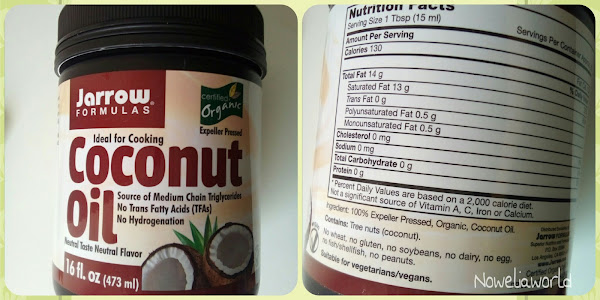 Jarrow
FORMULAS
certified
Organic
Expeller Pressed
Ideal for Cooking
Coconut
Oil
Source of Medium Chain Triglycerides
No Trans Fatty Acids (TFAs)
No Hydrogenation
Neutral Taste Neutral Flavor
16 fl. oz (473 ml)
Nutrition Facts
Serving Size 1 Tbsp (15 ml)
Servings Per Container
Amount Per Serving
Calories 130
Total Fat 14 g
Saturated Fat 13 g
Trans Fat 0 g
Polyunsaturated Fat 0.5 g
Monounsaturated Fat 0.5 g
Cholesterol 0 mg
Sodium 0 mg
Total Carbohydrate 0 g
Protein 0 g
* Percent Daily Values are based on a 2,000 calorie diet.
Not a significant source of Vitamin A, C, Iron or Calcium.
Ingredient: 100% Expeller Pressed, Organic, Coconut Oil.
Contains: Tree nuts (coconut).
No wheat, no gluten, no soybeans, no dairy, no egg,
no fish/shellfish, no peanuts.
Suitable for vegetarians/vegans.
Noweliaworld